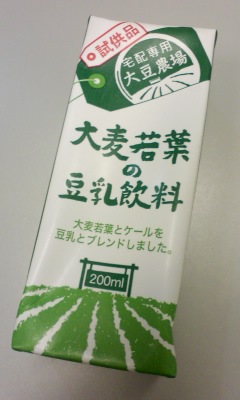 試供品
宅配専用
大豆農場
大麦若葉
の
豆乳飲料
大麦若葉とケールを
豆乳とブレンドしました。
200ml